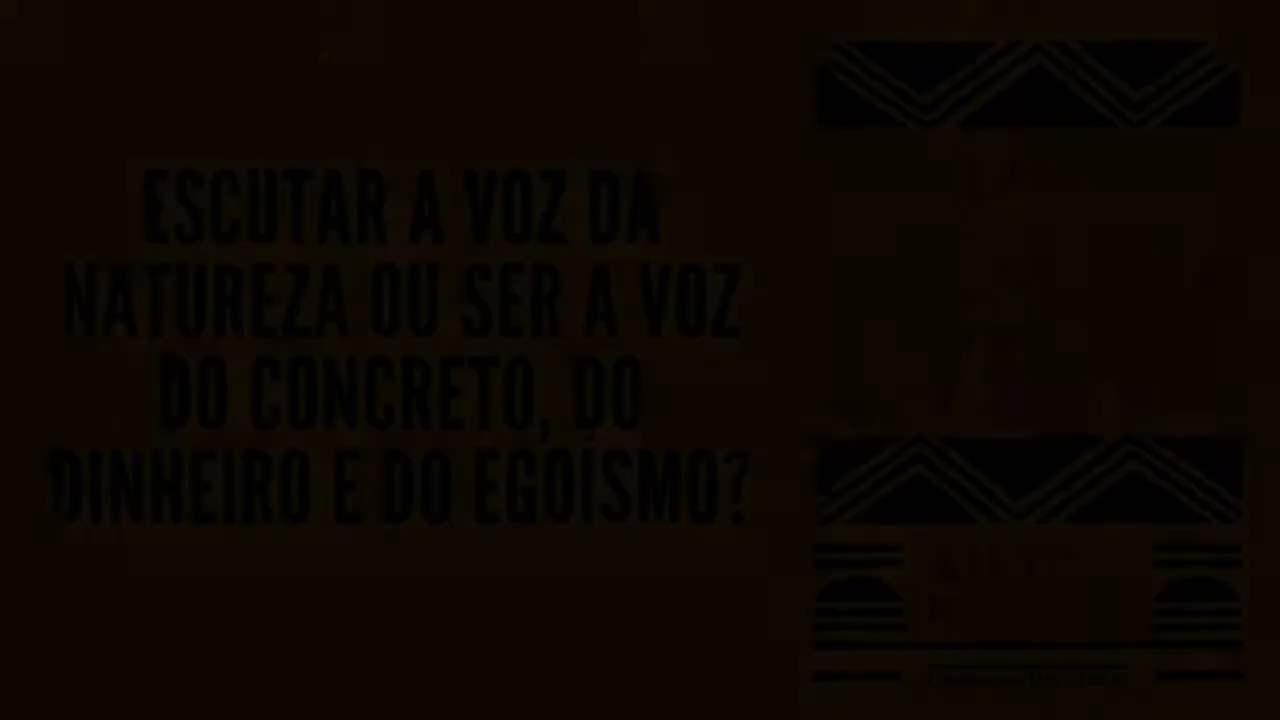 ESCUTAR A VOZ DA
NATUREZA OU SER A VOZ
DO CONCRETO, DO
DINHEIRO E DO EGOÍSMO?